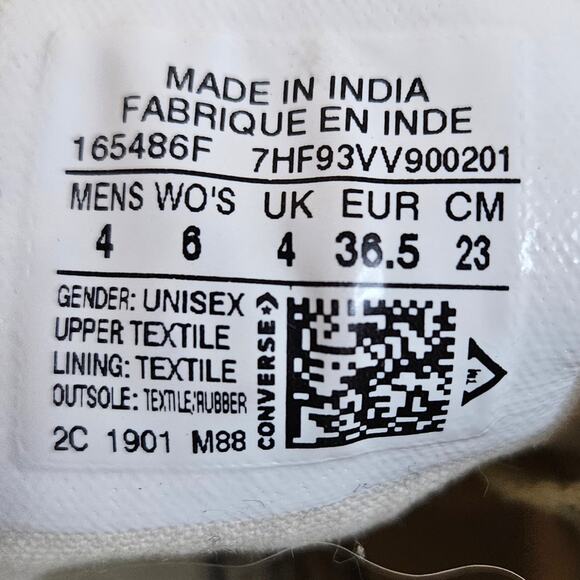 MADE IN INDIA
FABRIQUE EN INDE
165486F 7HF93VV900201
MENS WO'S UK EUR CM
4 6 4 36.5 23
GENDER: UNISEX
UPPER TEXTILE
LINING: TEXTILE
OUTSOLE: TEXTILE;RUBBER
2C 1901 M88
CONVERSE